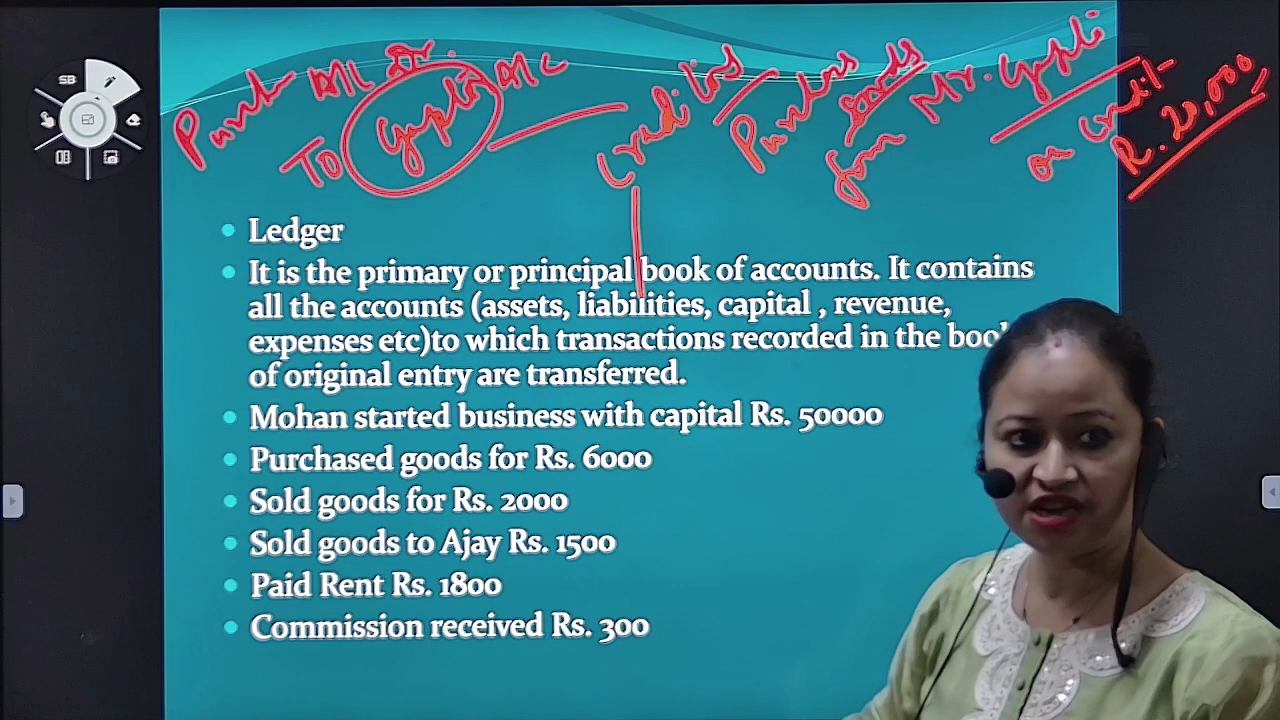 SB
Purch A/c Dr.
To Gupta A/c
Creditors
Purchas
goods
from
Mr. Gupta
on Credit
R. 20,000
• Ledger
• It is the primary or principal book of accounts. It contains
all the accounts (assets, liabilities, capital , revenue,
expenses etc)to which transactions recorded in the boo
of original entry are transferred.
• Mohan started business with capital Rs. 50000
• Purchased goods for Rs. 6000
• Sold goods for Rs. 2000
• Sold goods to Ajay Rs. 1500
• Paid Rent Rs. 1800
• Commission received Rs. 300